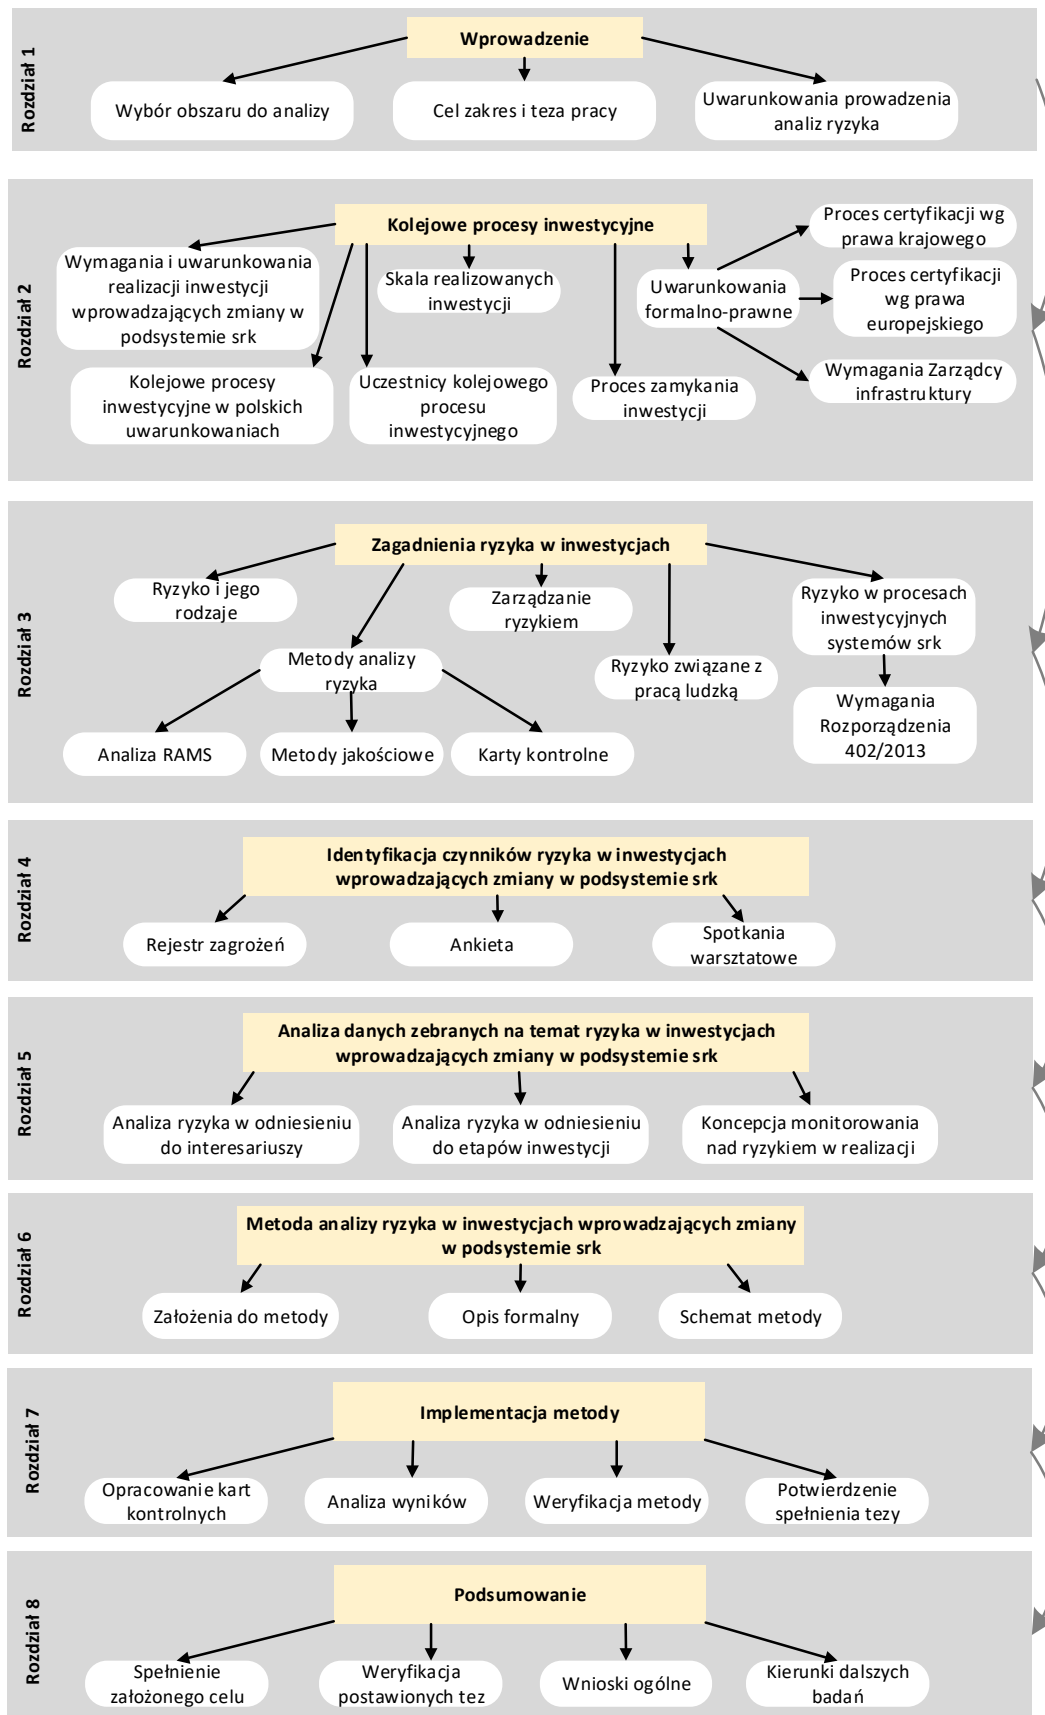 Rozdział 1
Wprowadzenie
Wybór obszaru do analizy
Cel zakres i teza pracy
Uwarunkowania prowadzenia
analiz ryzyka
Rozdział 2
Kolejowe procesy inwestycyjne
Wymagania i uwarunkowania
realizacji inwestycji
wprowadzających zmiany w
podsystemie srk
Skala realizowanych
inwestycji
Uwarunkowania
formalno-prawne
Proces certyfikacji wg
prawa krajowego
Proces certyfikacji
wg prawa
europejskiego
Wymagania Zarządcy
infrastruktury
Kolejowe procesy
inwestycyjne w polskich
uwarunkowaniach
Uczestnicy kolejowego
procesu
inwestycyjnego
Proces zamykania
inwestycji
Rozdział 3
Zagadnienia ryzyka w inwestycjach
Ryzyko i jego
rodzaje
Zarządzanie
ryzykiem
Ryzyko w procesach
inwestycyjnych
systemów srk
Metody analizy
ryzyka
Ryzyko związane z
pracą ludzką
Wymagania
Rozporządzenia
402/2013
Analiza RAMS
Metody jakościowe
Karty kontrolne
Rozdział 4
Identyfikacja czynników ryzyka w inwestycjach
wprowadzających zmiany w podsystemie srk
Rejestr zagrożeń
Ankieta
Spotkania
warsztatowe
Rozdział 5
Analiza danych zebranych na temat ryzyka w inwestycjach
wprowadzających zmiany w podsystemie srk
Analiza ryzyka w odniesieniu
do interesariuszy
Analiza ryzyka w odniesieniu
do etapów inwestycji
Koncepcja monitorowania
nad ryzykiem w realizacji
Rozdział 6
Metoda analizy ryzyka w inwestycjach wprowadzających zmiany
w podsystemie srk
Założenia do metody
Opis formalny
Schemat metody
Rozdział 7
Implementacja metody
Opracowanie kart
kontrolnych
Analiza wyników
Weryfikacja metody
Potwierdzenie
spełnienia tezy
Rozdział 8
Podsumowanie
Spełnienie
założonego celu
Weryfikacja
postawionych tez
Wnioski ogólne
Kierunki dalszych
badań